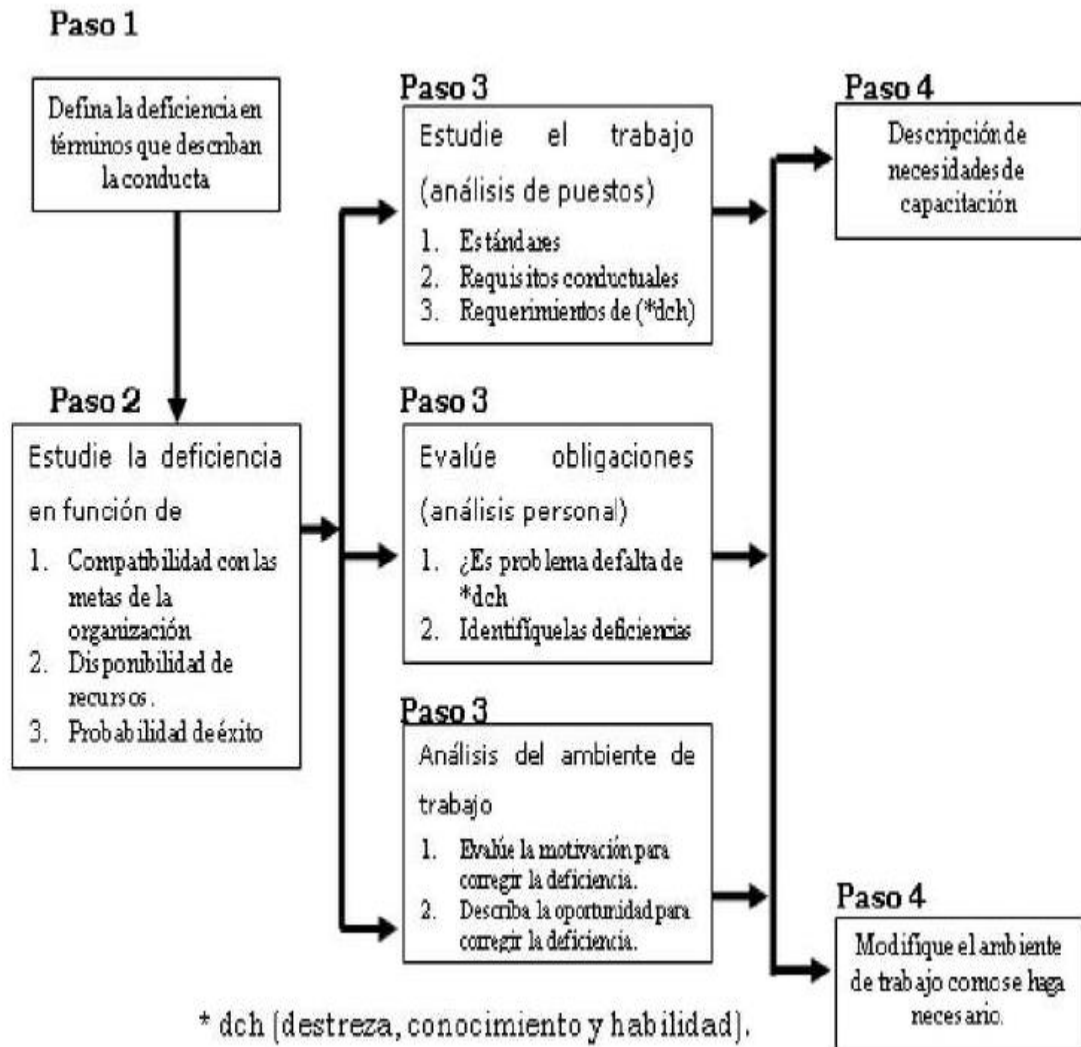 Paso 1
Defina la deficiencia en
términos que describan
la conducta
Paso 2
Estudie la deficiencia
en función de
1. Compatibilidad con las
metas de la
organización
2. Disponibilidad de
recursos.
3. Probabilidad de éxito
Paso 3
Estudie el trabajo
(análisis de puestos)
1. Estándares
2. Requisitos conductuales
3. Requerimientos de (*dch)
Paso 3
Evalúe obligaciones
(análisis personal)
1. ¿Es problema de falta de
*dch
2. Identifique las deficiencias
Paso 3
Análisis del ambiente de
trabajo
1. Evalúe la motivación para
corregir la deficiencia.
2. Describa la oportunidad para
corregir la deficiencia.
Paso 4
Descripción de
necesidades de
capacitación
Paso 4
Modifique el ambiente
de trabajo como se haga
necesario.
* dch (destreza, conocimiento y habilidad).